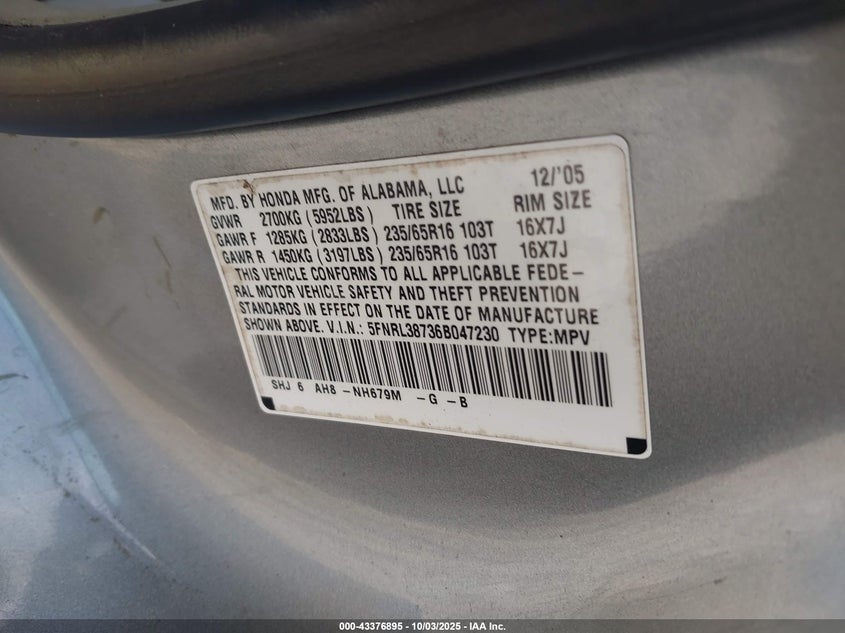 MFD. BY HONDA MFG. OF ALABAMA, LLC 12/'05
GVWR 2700KG (5952LBS) TIRE SIZE RIM SIZE
GAWR F 1285KG (2833LBS) 235/65R16 103T 16X7J
GAWR R 1450KG (3197LBS) 235/65R16 103T 16X7J
THIS VEHICLE CONFORMS TO ALL APPLICABLE FEDE-
RAL MOTOR VEHICLE SAFETY AND THEFT PREVENTION
STANDARDS IN EFFECT ON THE DATE OF MANUFACTURE
SHOWN ABOVE. V.I.N.: 5FNRL38736B047230 TYPE:MPV
SHJ 6 AH8 -NH679M -G -B
000-43376895 - 10/03/2025 - IAA Inc.